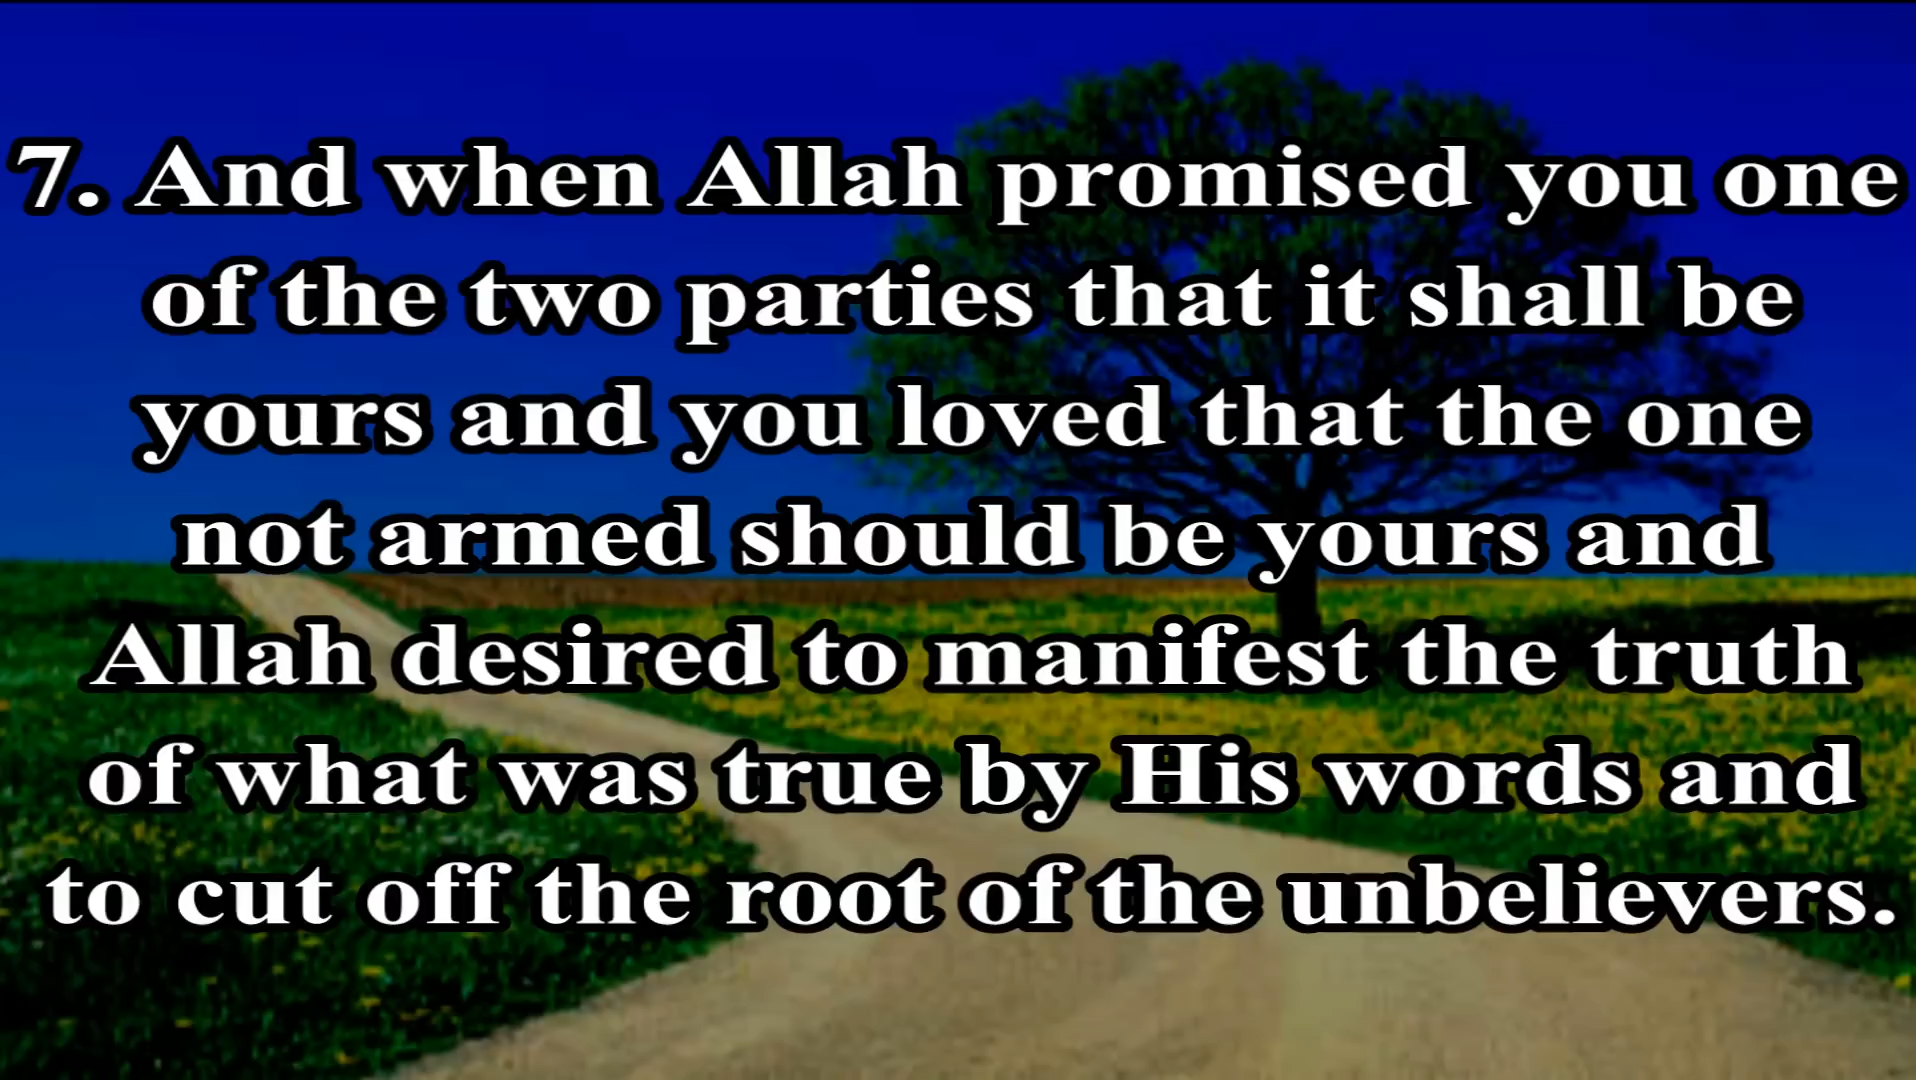 7. And when Allah promised you one
of the two parties that it shall be
yours and you loved that the one
not armed should be yours and
Allah desired to manifest the truth
of what was true by His words and
to cut off the root of the unbelievers.